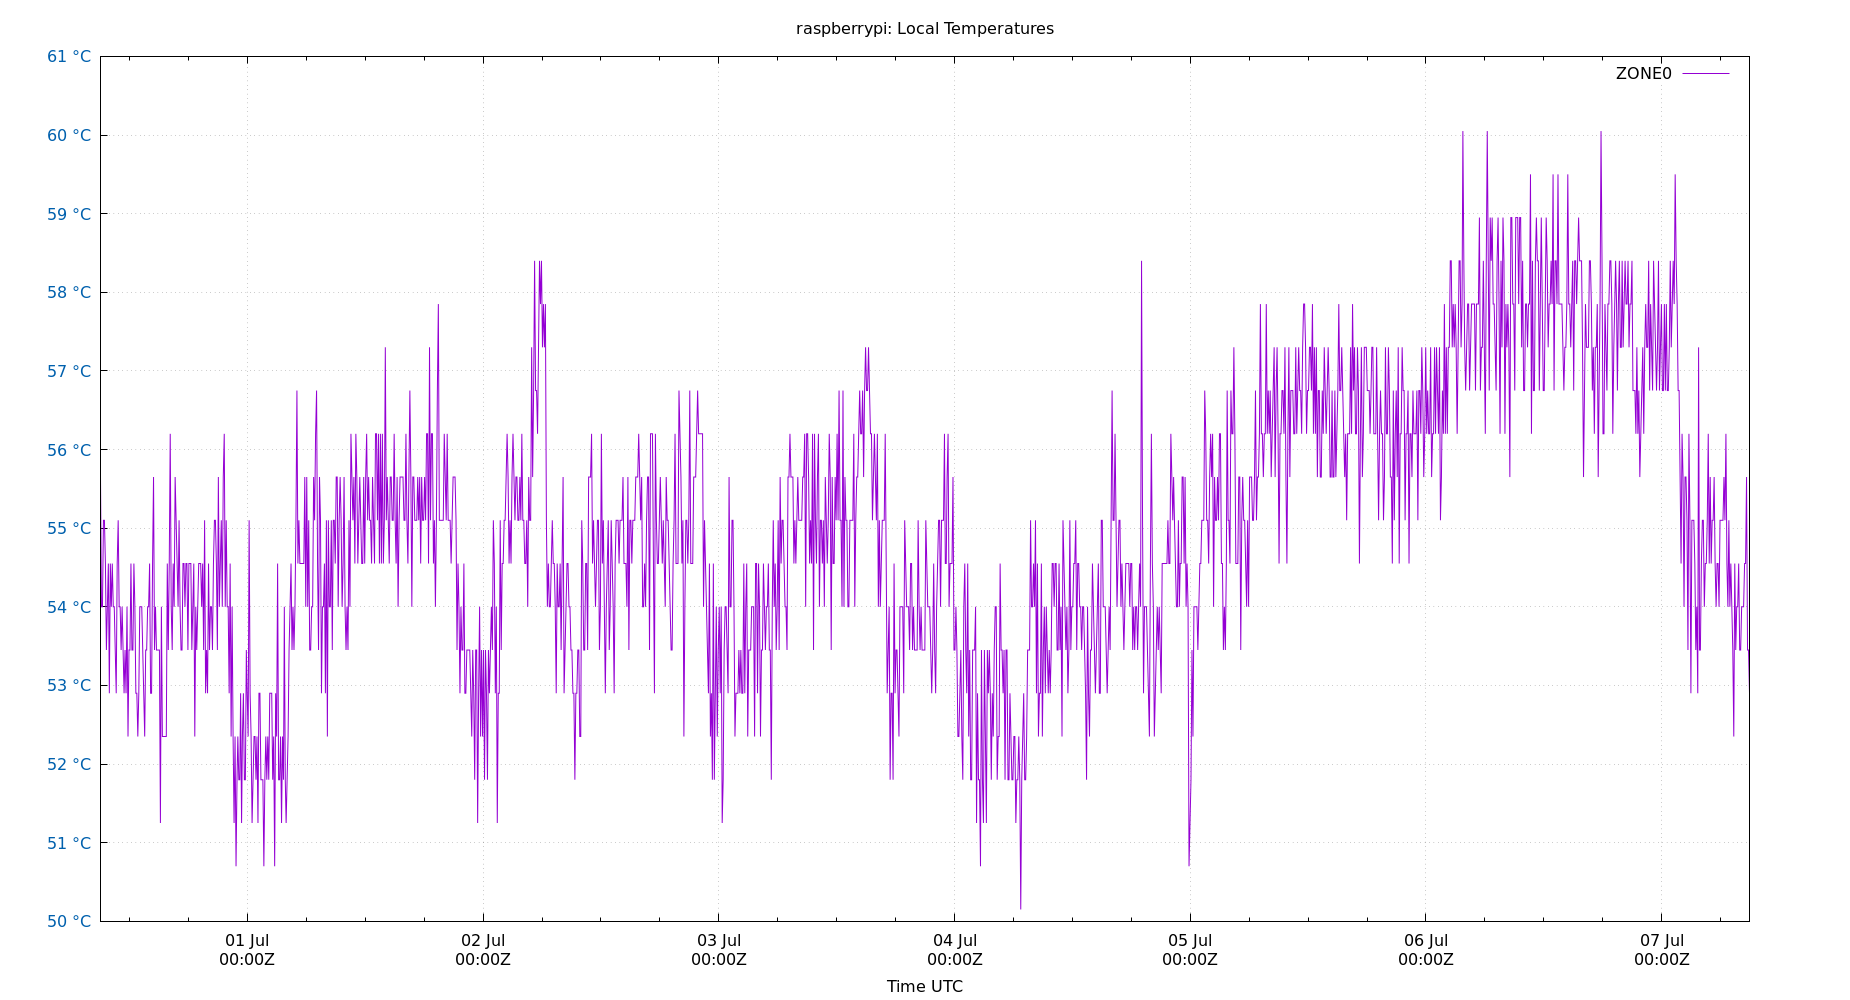 raspberrypi: Local Temperatures
61 °C
ZONE0
60 °C
59 °C
58 °C
57 °C
56 °C
55 °C
54 °C
53 °C
52 °C
51 °C
50 °C
01 Jul 02 Jul 03 Jul 04 Jul 05 Jul 06 Jul 07 Jul
00:00Z 00:00Z 00:00Z 00:00Z 00:00Z 00:00Z 00:00Z
Time UTC